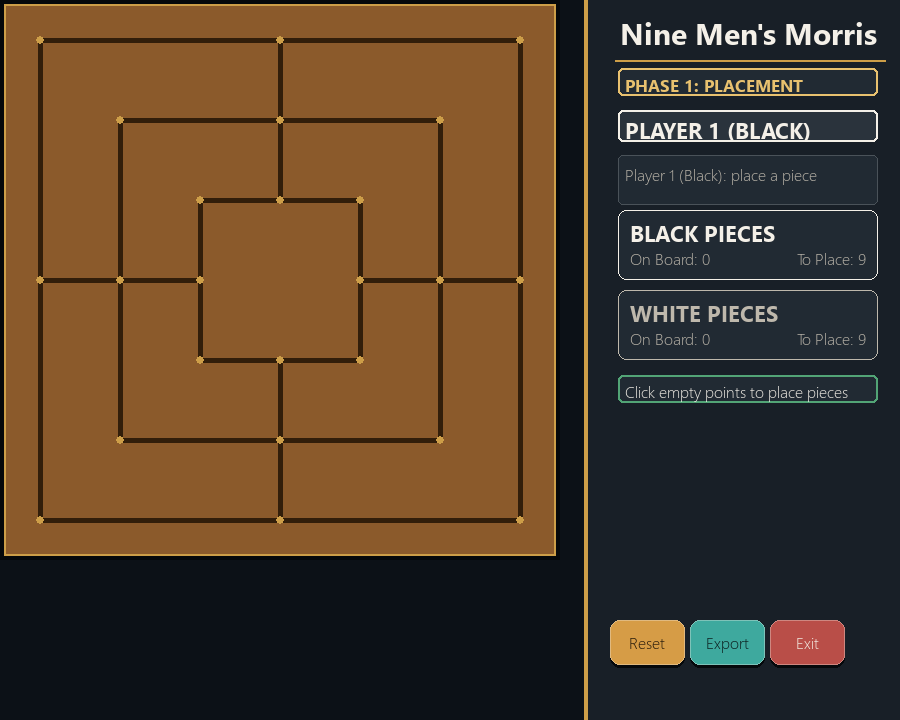 Nine Men's Morris
PHASE 1: PLACEMENT
PLAYER 1 (BLACK)
Player 1 (Black): place a piece
BLACK PIECES
On Board: 0 To Place: 9
WHITE PIECES
On Board: 0 To Place: 9
Click empty points to place pieces
Reset Export Exit